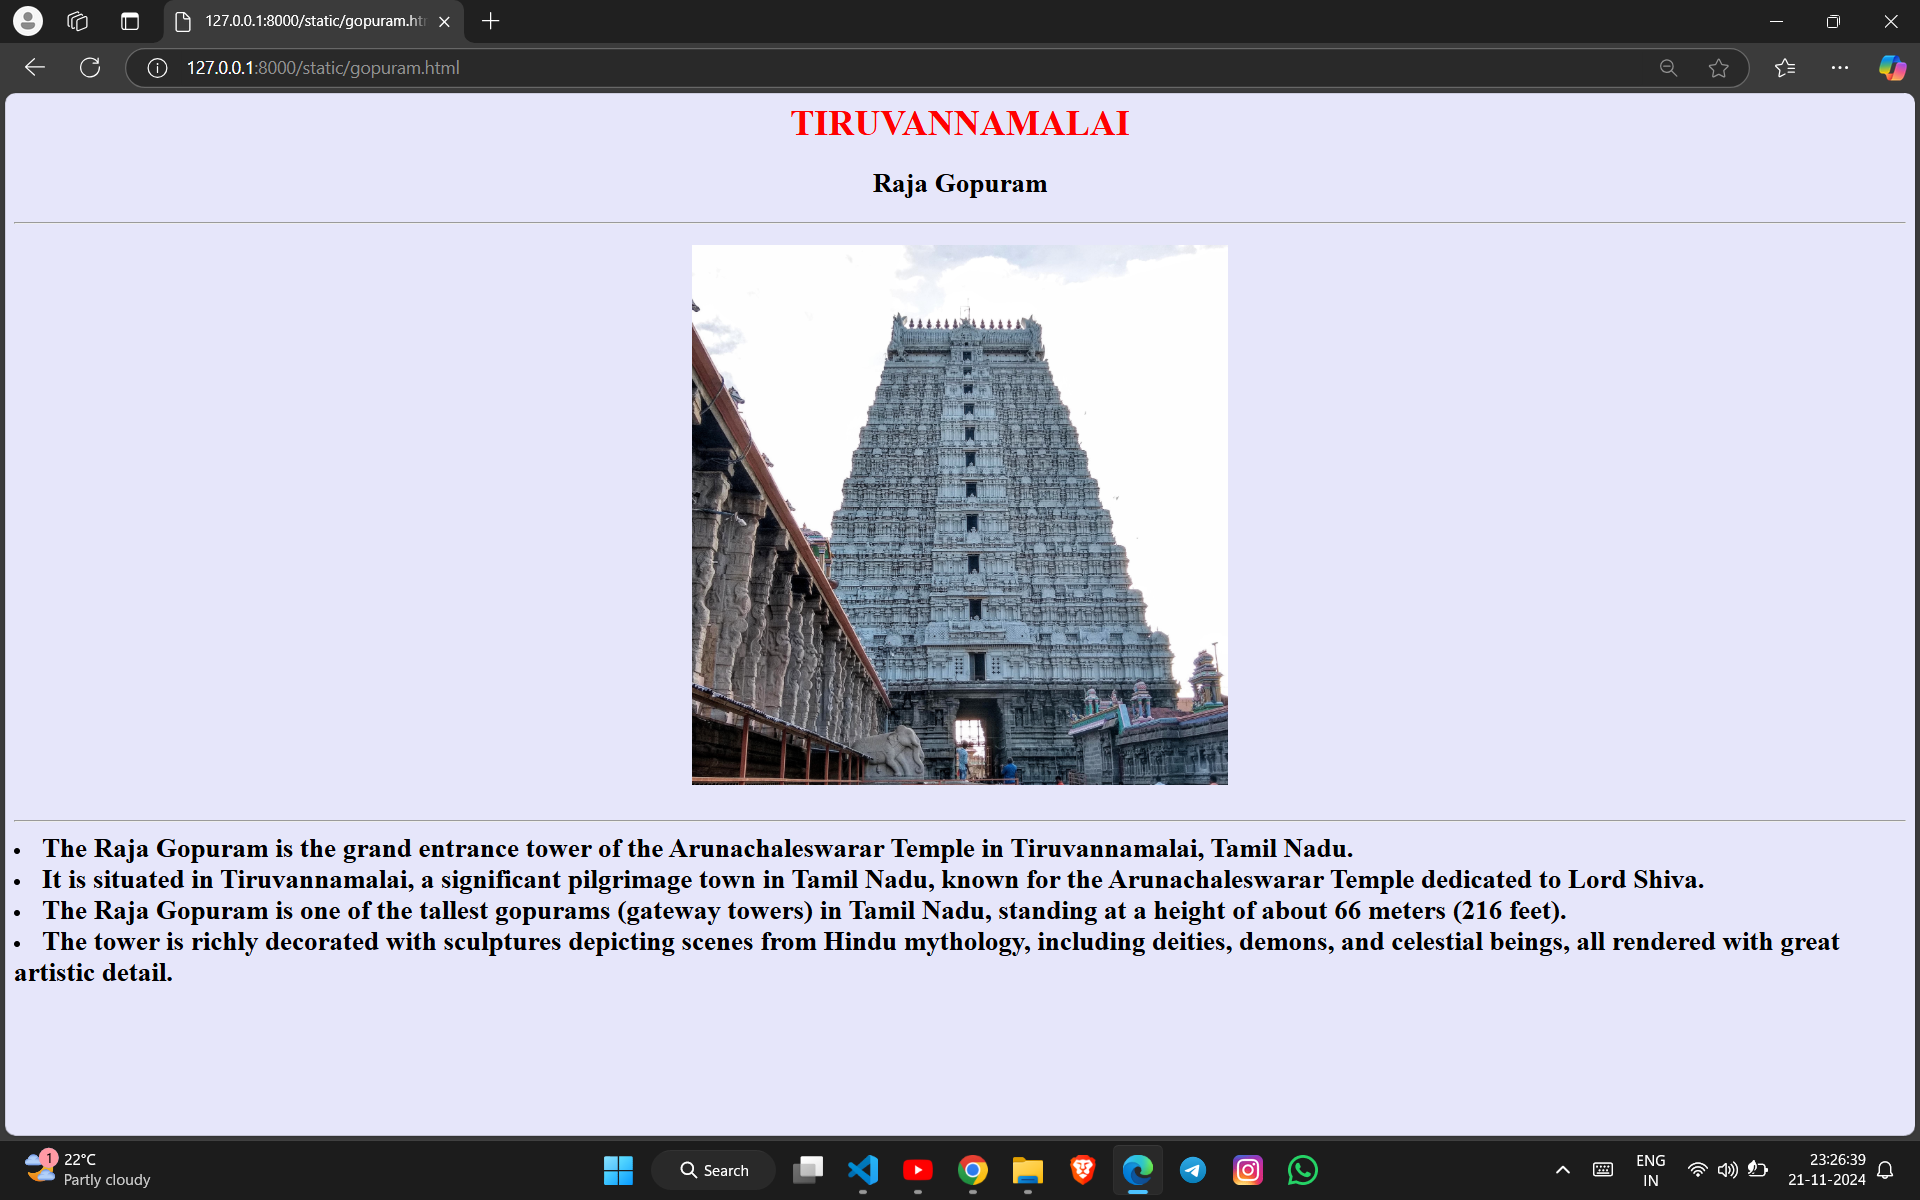 127.0.0.1:8000/static/gopuram.ht
127.0.0.1:8000/static/gopuram.html
TIRUVANNAMALAI
Raja Gopuram
• The Raja Gopuram is the grand entrance tower of the Arunachaleswarar Temple in Tiruvannamalai, Tamil Nadu.
• It is situated in Tiruvannamalai, a significant pilgrimage town in Tamil Nadu, known for the Arunachaleswarar Temple dedicated to Lord Shiva.
• The Raja Gopuram is one of the tallest gopurams (gateway towers) in Tamil Nadu, standing at a height of about 66 meters (216 feet).
• The tower is richly decorated with sculptures depicting scenes from Hindu mythology, including deities, demons, and celestial beings, all rendered with great
artistic detail.
1
22°C
Partly cloudy
Search
ENG
IN
23:26:39
21-11-2024